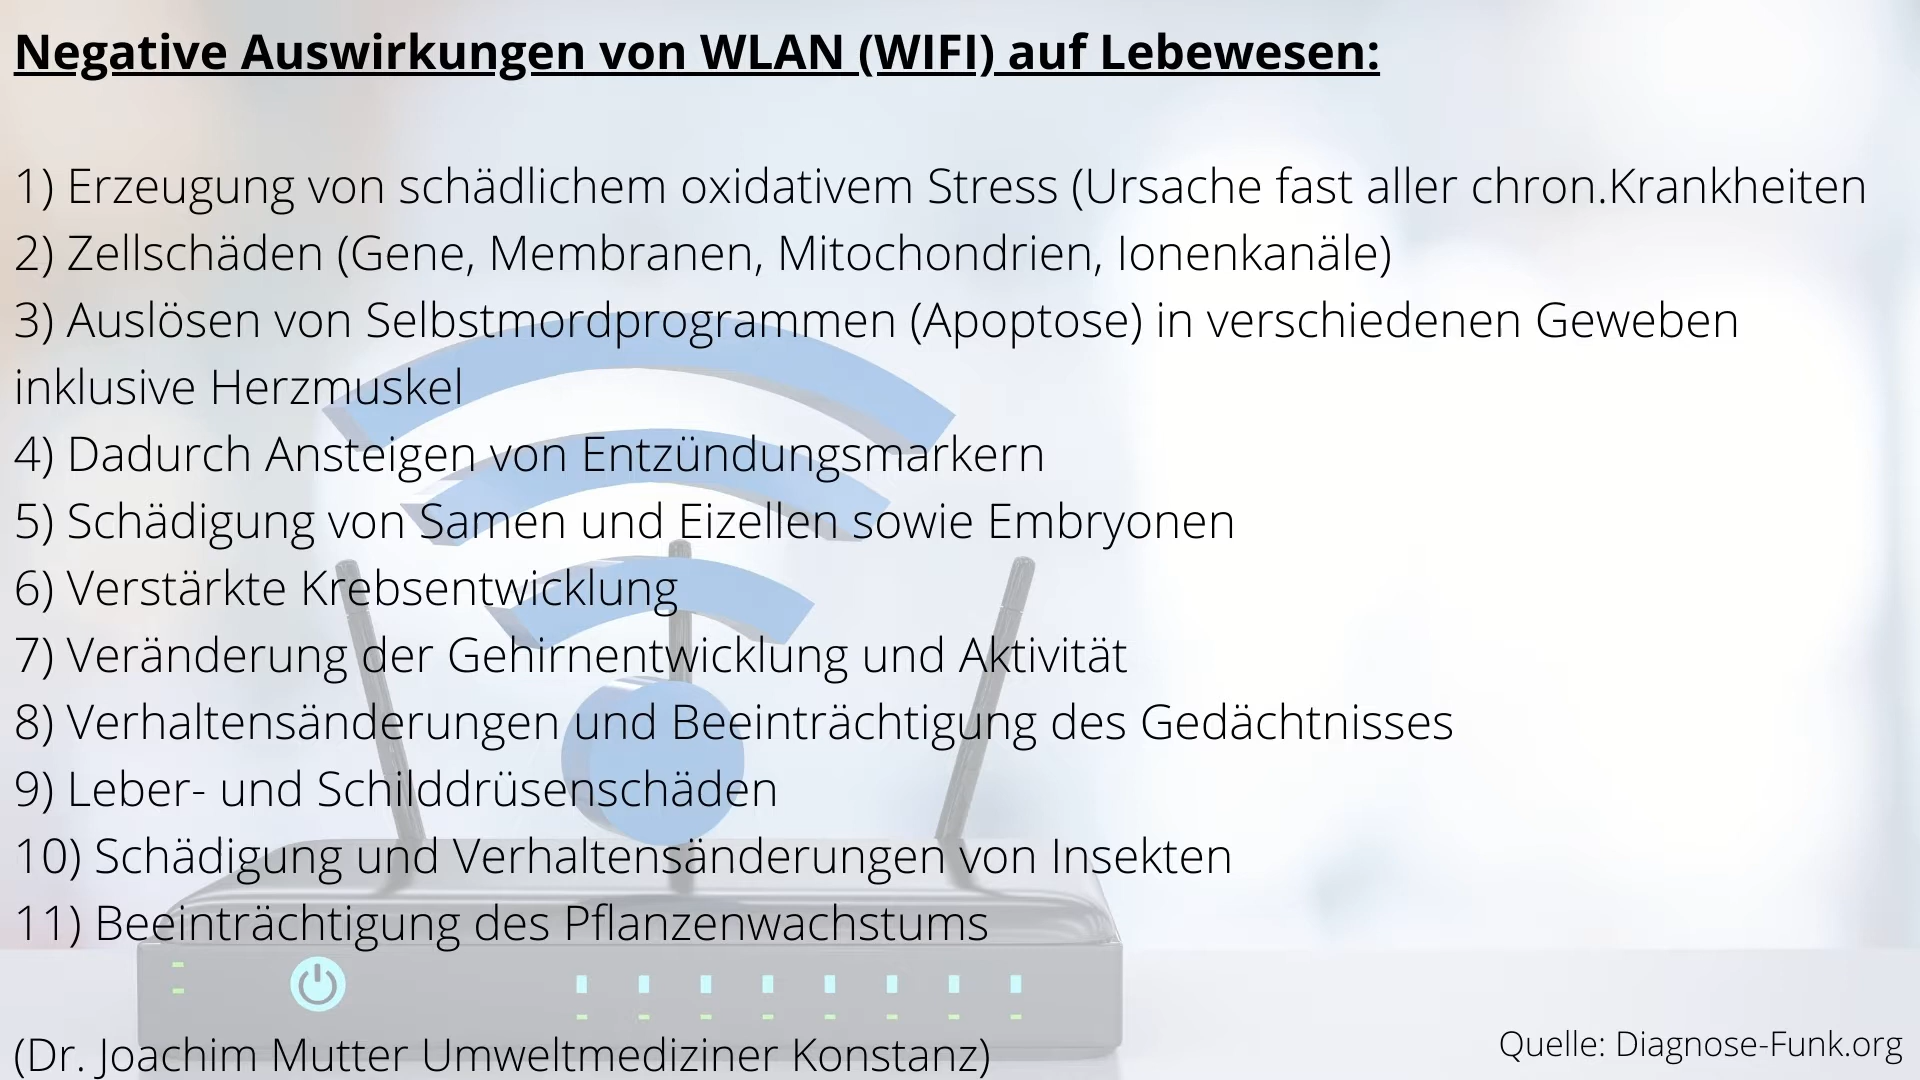 Negative Auswirkungen von WLAN (WIFI) auf Lebewesen:
1) Erzeugung von schädlichem oxidativem Stress (Ursache fast aller chron.Krankheiten
2) Zellschäden (Gene, Membranen, Mitochondrien, Ionenkanäle)
3) Auslösen von Selbstmordprogrammen (Apoptose) in verschiedenen Geweben
inklusive Herzmuskel
4) Dadurch Ansteigen von Entzündungsmarkern
5) Schädigung von Samen und Eizellen sowie Embryonen
6) Verstärkte Krebsentwicklung
7) Veränderung der Gehirnentwicklung und Aktivität
8) Verhaltensänderungen und Beeinträchtigung des Gedächtnisses
9) Leber- und Schilddrüsenschäden
10) Schädigung und Verhaltensänderungen von Insekten
11) Beeinträchtigung des Pflanzenwachstums
(Dr. Joachim Mutter Umweltmediziner Konstanz)
Quelle: Diagnose-Funk.org